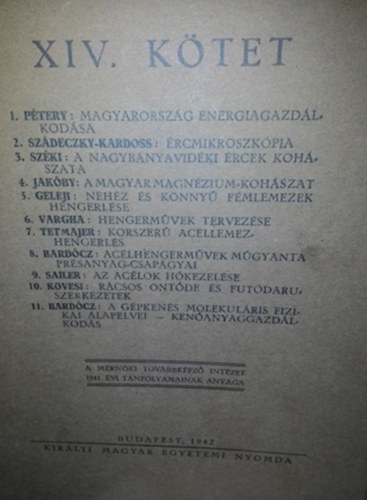 XIV. KÖTET
1. PÉTERY: MAGYARORSZÁG ENERGIAGAZDÁL-
KODÁSA
2. SZÁDECZKY-KARDOSS: ÉRCMIKROSZKÓPIA
3. SZÉKI: A NAGYBÁNYAVIDÉKI ÉRCEK KOHÁ-
SZATA
4. JAKÓBY: A MAGYAR MAGNÉZIUM-KOHÁSZAT
5. GELEJI: NEHÉZ ÉS KÖNNYŰ FÉMLEMEZEK
HENGERLÉSE
6. VARGHA: HENGERMŰVEK TERVEZÉSE
7. TETMAJER: KORSZERŰ ACÉLLEMEZ-
HENGERLÉS
8. BARDÓCZ: ACÉLHENGERMŰVEK MŰGYANTA
PRÉSANYAG-CSAPÁGYAI
9. SAILER: AZ ACÉLOK HŐKEZELÉSE
10. KÖVESI: RÁCSOS ÖNTÖDE ÉS FUTÓDARU-
SZERKEZETEK
11. BARDÓCZ: A GÉPKENÉS MOLEKULÁRIS FIZI-
KAI ALAPELVEI — KENŐANYAGGAZDÁL-
KODÁS
A MÉRNÖKI TOVÁBBKÉPZŐ INTÉZET
1941. ÉVI TANFOLYAMAINAK ANYAGA
BUDAPEST, 1942
KIRÁLYI MAGYAR EGYETEMI NYOMDA